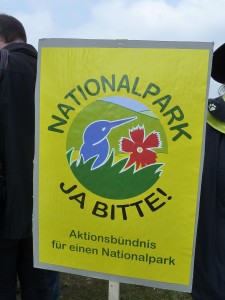 NATIONALPARK
JA BITTE!
Aktionsbündnis
für einen Nationalpark